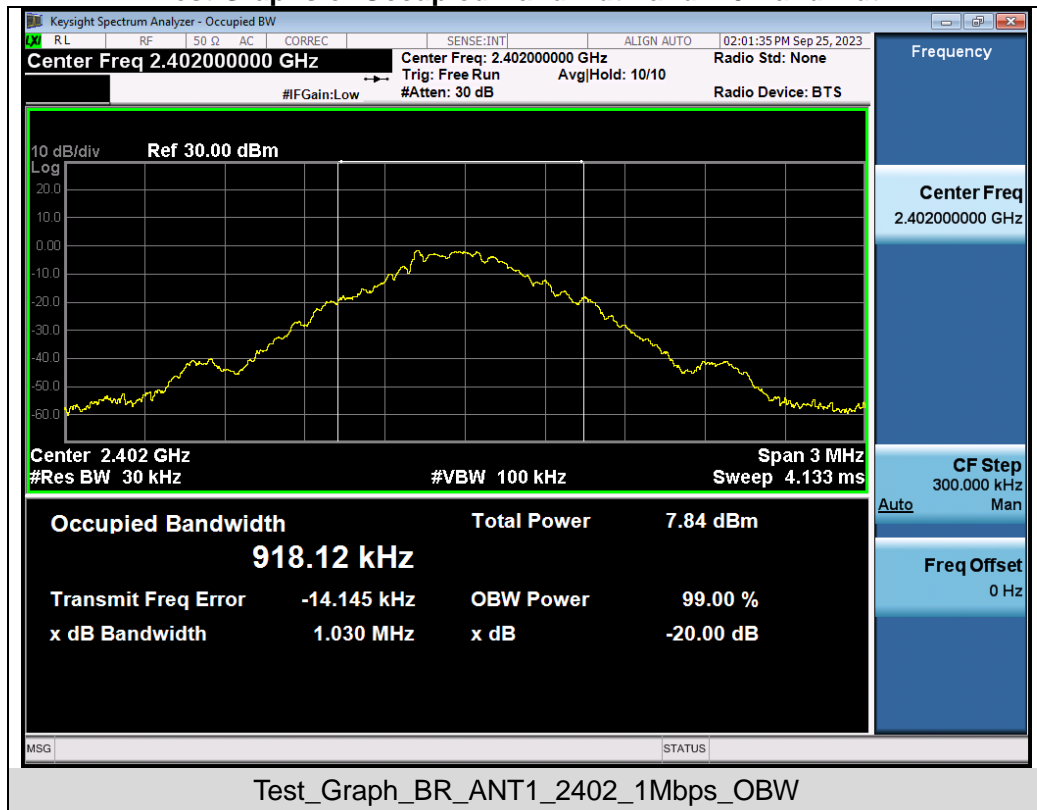 Keysight Spectrum Analyzer - Occupied BW
LXI RL RF 50 Ω AC CORREC SENSE:INT ALIGN AUTO 02:01:35 PM Sep 25, 2023
Center Freq 2.402000000 GHz
Center Freq: 2.402000000 GHz
Radio Std: None
Trig: Free Run Avg|Hold: 10/10
#IFGain:Low
#Atten: 30 dB
Radio Device: BTS
Frequency
10 dB/div Ref 30.00 dBm
Log
20.0
10.0
0.00
-10.0
-20.0
-30.0
-40.0
-50.0
-60.0
Center Freq
2.402000000 GHz
Center 2.402 GHz Span 3 MHz
#Res BW 30 kHz #VBW 100 kHz Sweep 4.133 ms
CF Step
300.000 kHz
Auto Man
Occupied Bandwidth Total Power 7.84 dBm
918.12 kHz
Freq Offset
0 Hz
Transmit Freq Error -14.145 kHz OBW Power 99.00 %
x dB Bandwidth 1.030 MHz x dB -20.00 dB
MSG STATUS
Test_Graph_BR_ANT1_2402_1Mbps_OBW